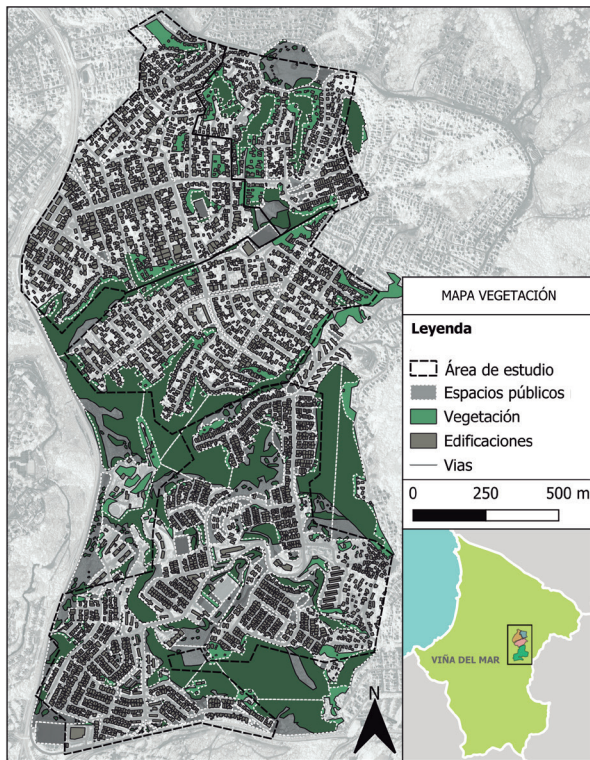 MAPA VEGETACIÓN
Leyenda
Área de estudio
Espacios públicos
Vegetación
Edificaciones
Vias
0 250 500 m
VIÑA DEL MAR
N